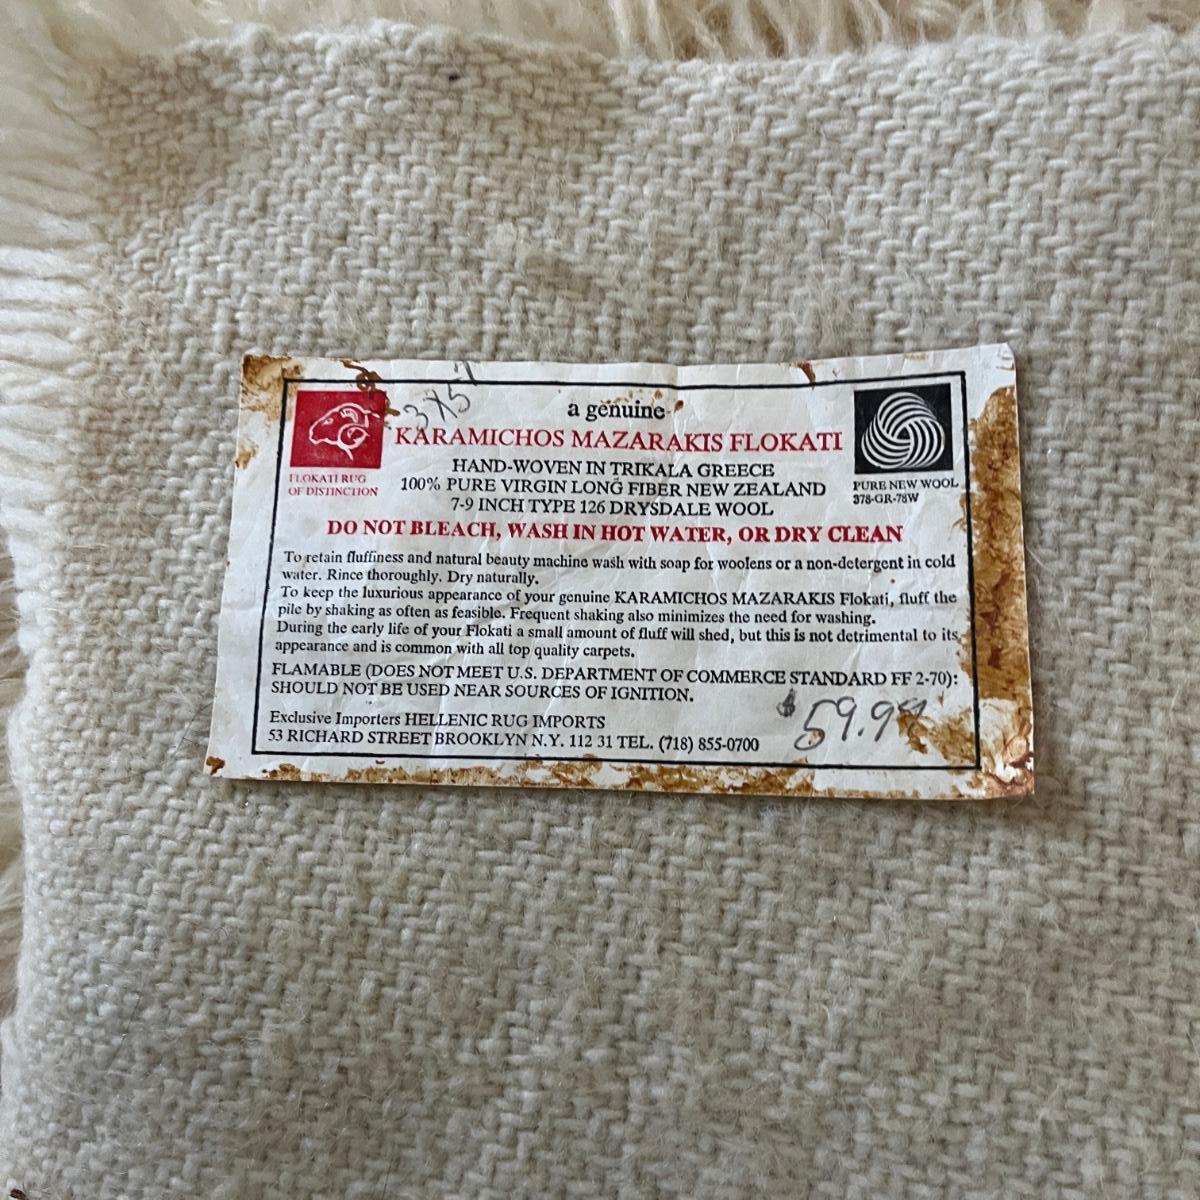 3 X 5
a genuine
KARAMICHOS MAZARAKIS FLOKATI
HAND-WOVEN IN TRIKALA GREECE
100% PURE VIRGIN LONG FIBER NEW ZEALAND
7-9 INCH TYPE 126 DRYSDALE WOOL
FLOKATI RUG
OF DISTINCTION
PURE NEW WOOL
378-GR-78W
DO NOT BLEACH, WASH IN HOT WATER, OR DRY CLEAN
To retain fluffiness and natural beauty machine wash with soap for woolens or a non-detergent in cold
water. Rince thoroughly. Dry naturally.
To keep the luxurious appearance of your genuine KARAMICHOS MAZARAKIS Flokati, fluff the
pile by shaking as often as feasible. Frequent shaking also minimizes the need for washing.
During the early life of your Flokati a small amount of fluff will shed, but this is not detrimental to its
appearance and is common with all top quality carpets.
FLAMABLE (DOES NOT MEET U.S. DEPARTMENT OF COMMERCE STANDARD FF 2-70):
SHOULD NOT BE USED NEAR SOURCES OF IGNITION.
$59.99
Exclusive Importers HELLENIC RUG IMPORTS
53 RICHARD STREET BROOKLYN N.Y. 112 31 TEL. (718) 855-0700